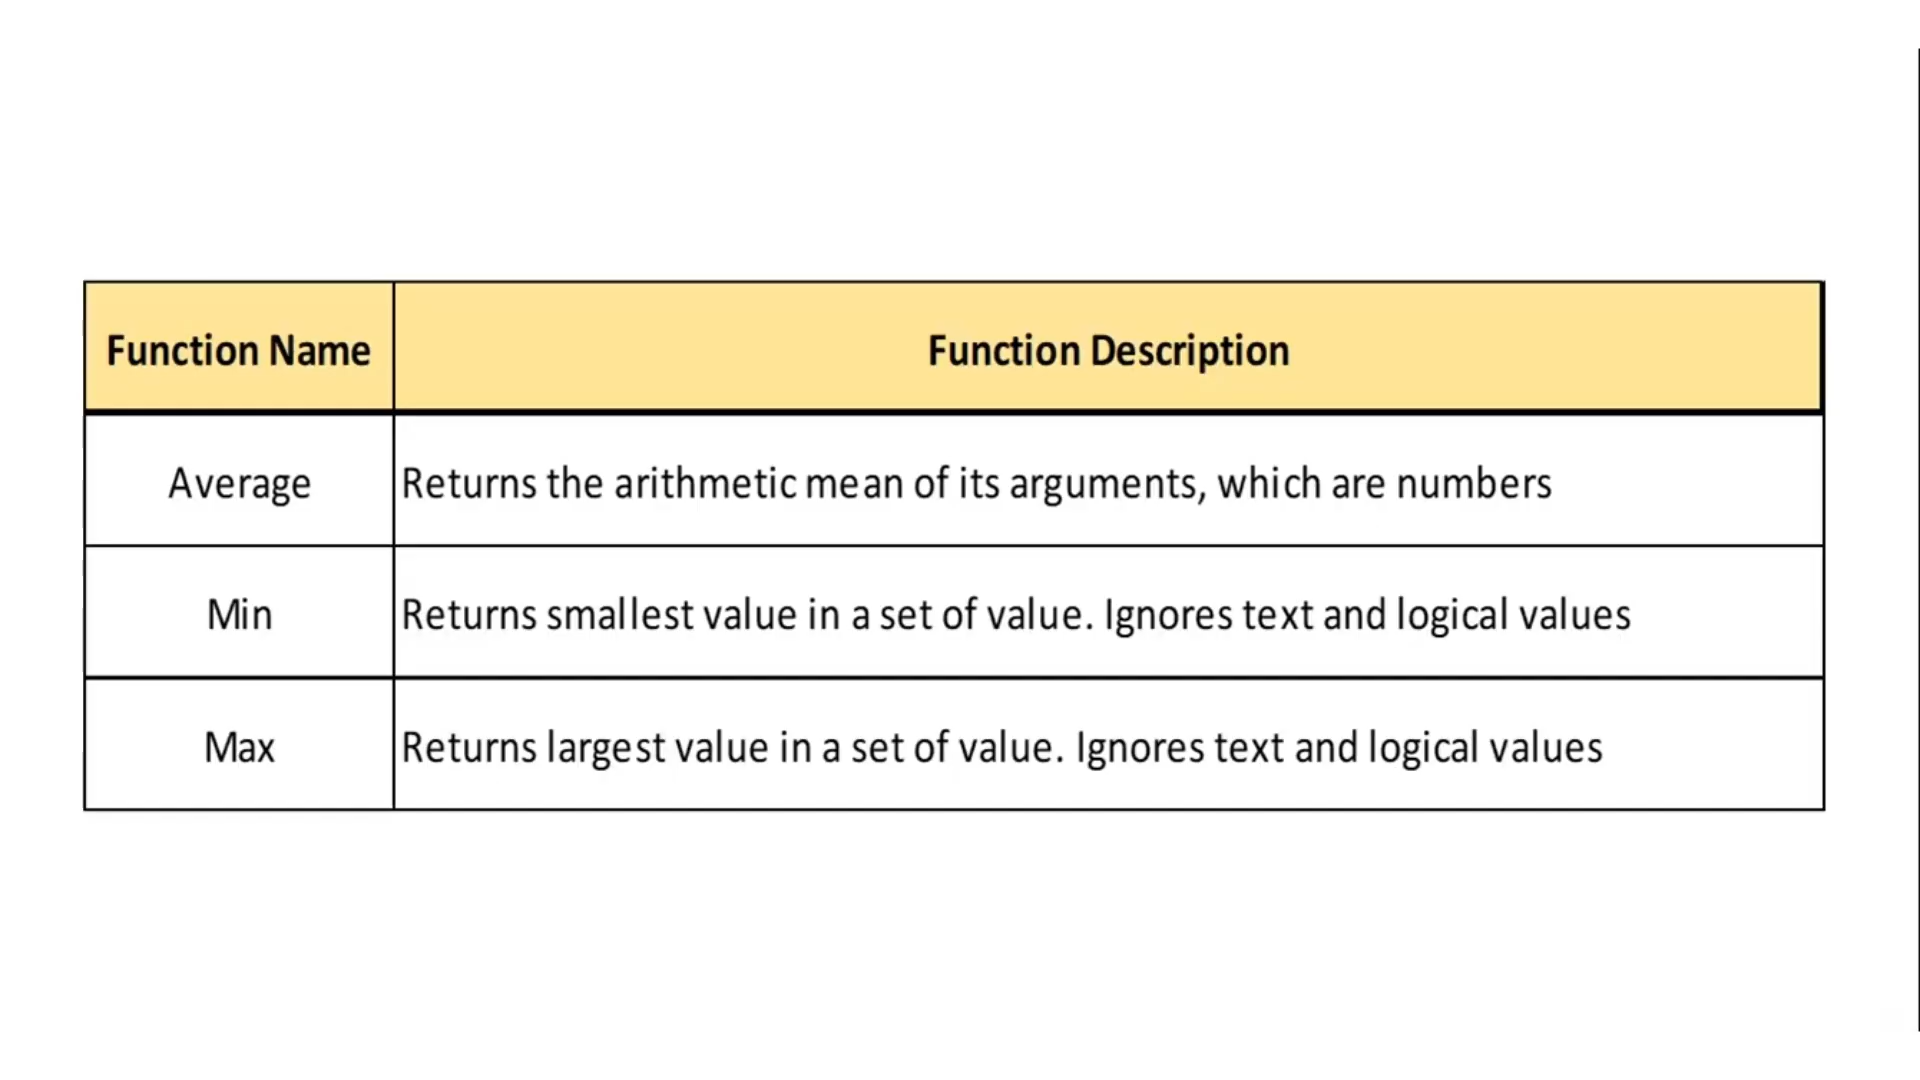 Function Name Function Description
Average Returns the arithmetic mean of its arguments, which are numbers
Min Returns smallest value in a set of value. Ignores text and logical values
Max Returns largest value in a set of value. Ignores text and logical values